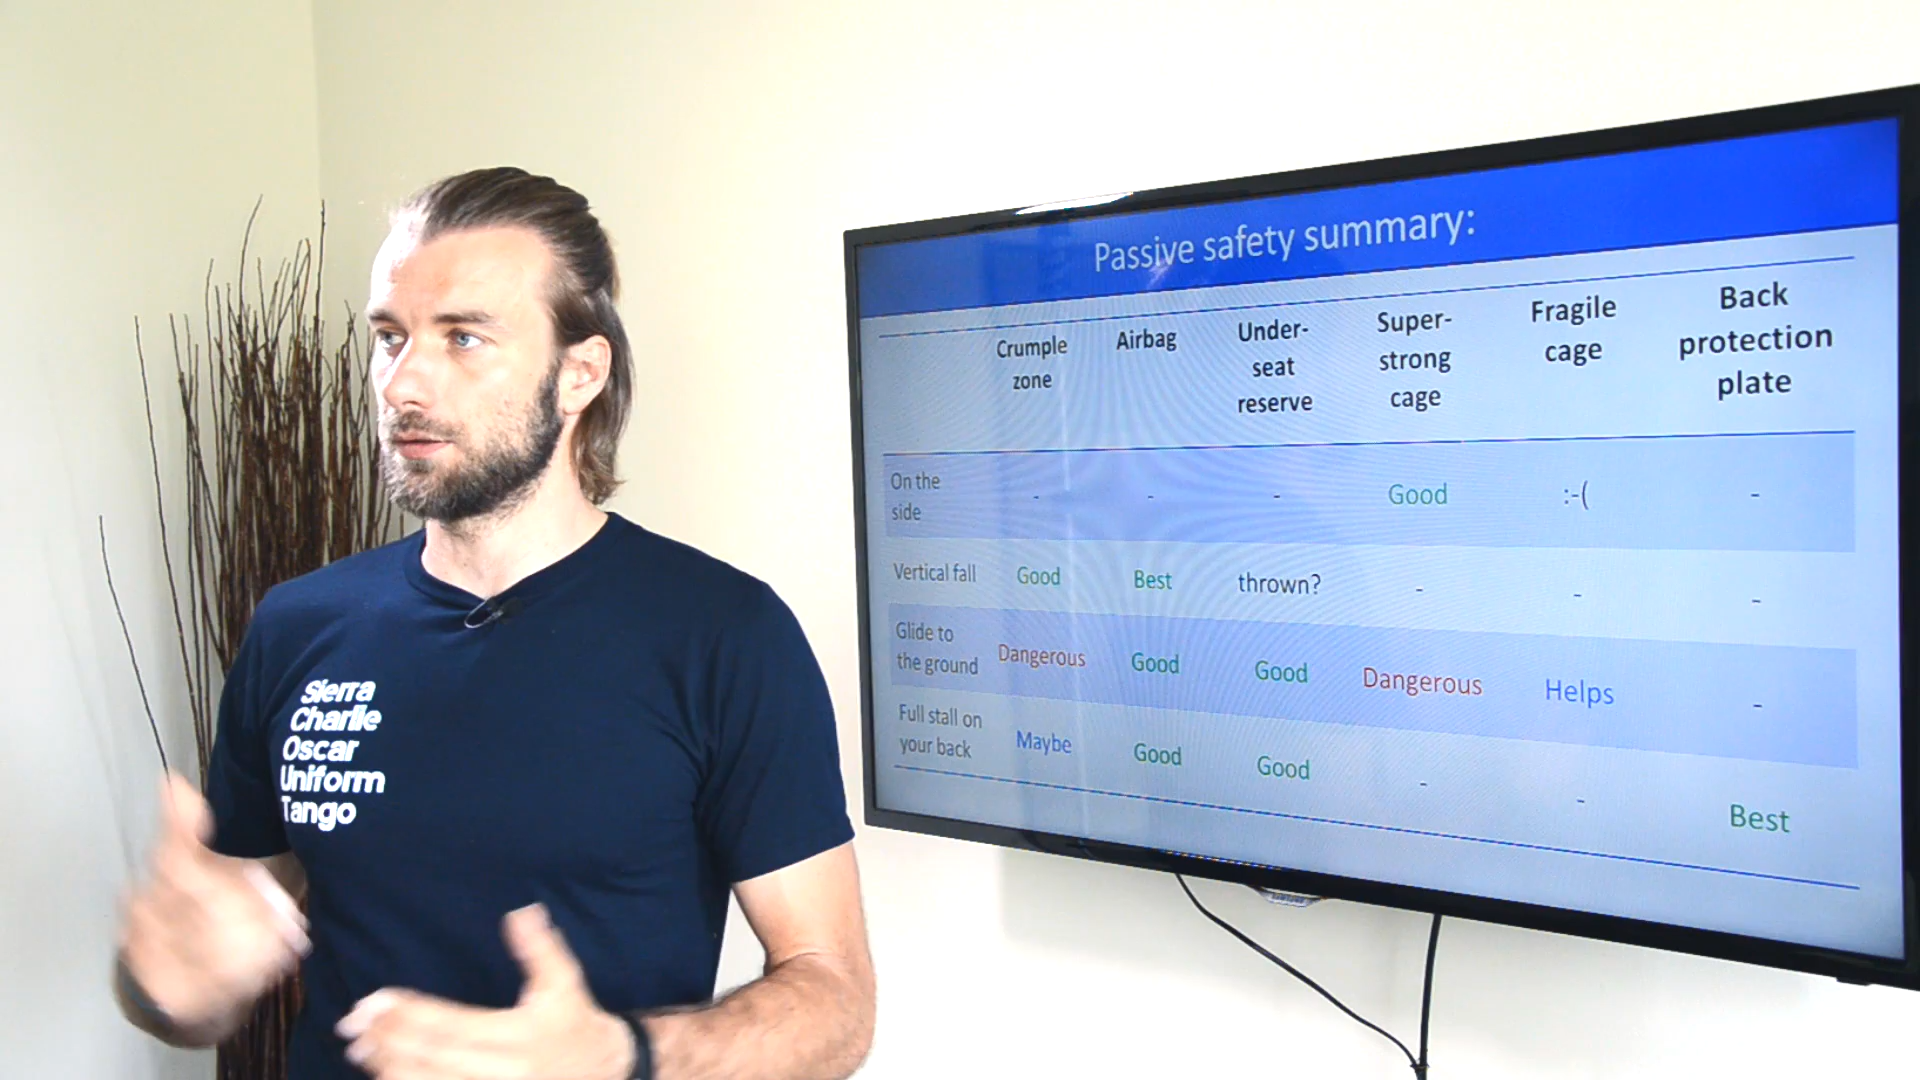 Sierra
Charlie
Oscar
Uniform
Tango
Passive safety summary:
Crumple zone Airbag Under-seat reserve Super-strong cage Fragile cage Back protection plate
On the side - - - Good :-( -
Vertical fall Good Best thrown? - - -
Glide to the ground Dangerous Good Good Dangerous Helps -
Full stall on your back Maybe Good Good - - Best